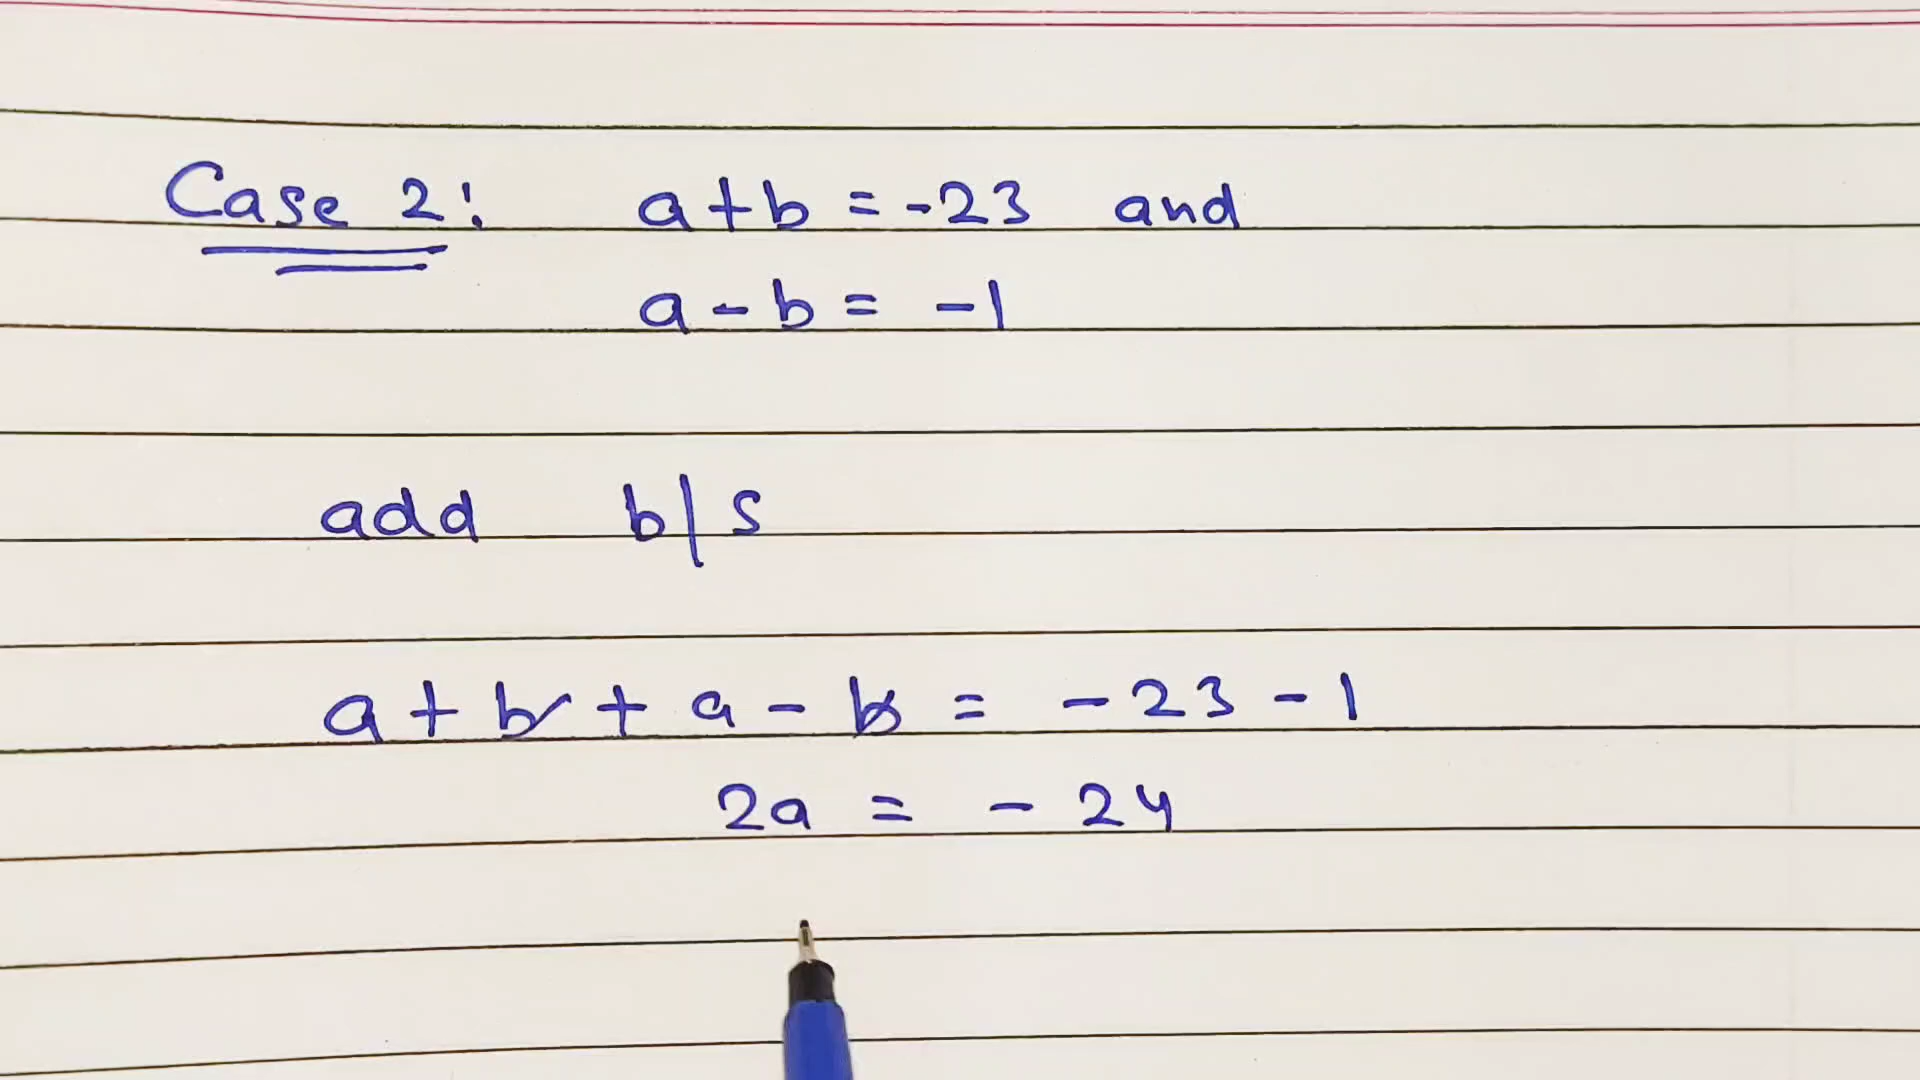 Case 2: a+b = -23 and
a - b = -1
add b/s
a + b + a - b = - 23 - 1
2a = - 24